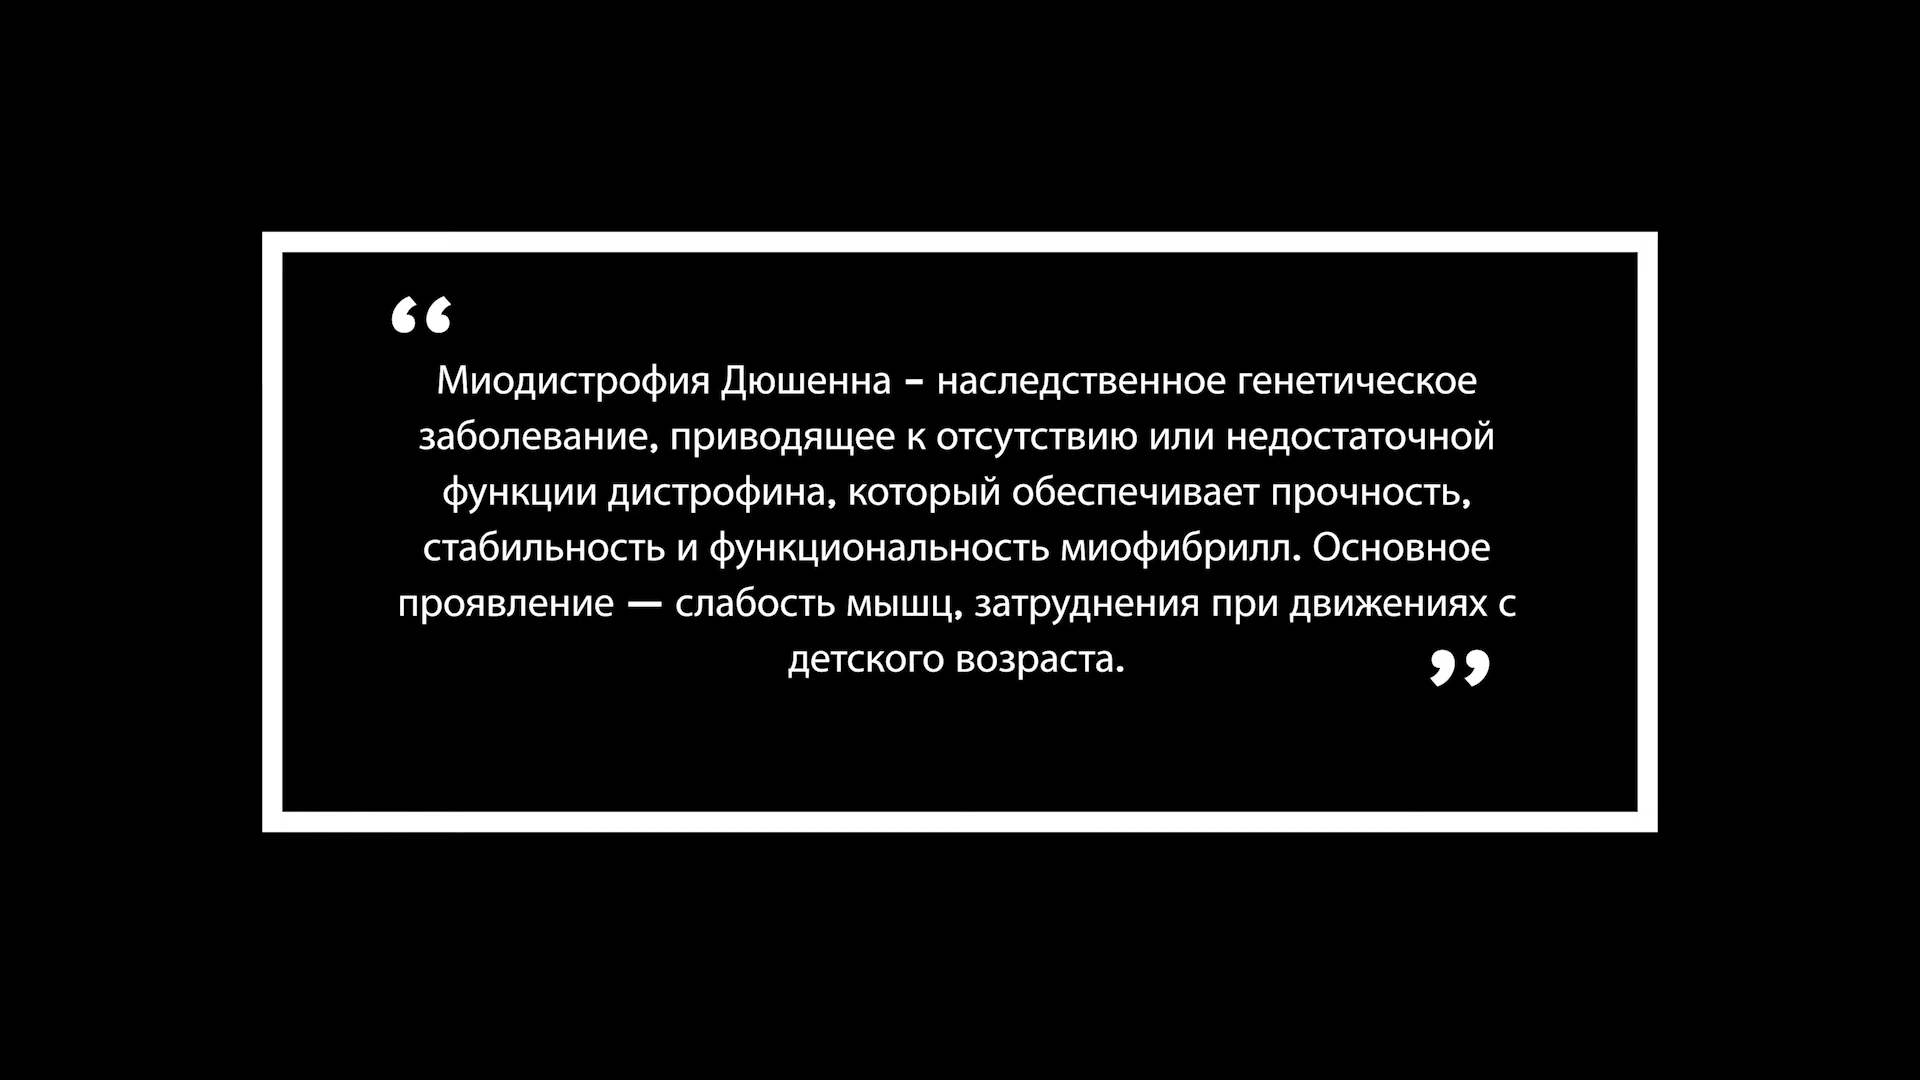 “
Миодистрофия Дюшенна – наследственное генетическое
заболевание, приводящее к отсутствию или недостаточной
функции дистрофина, который обеспечивает прочность,
стабильность и функциональность миофибрилл. Основное
проявление — слабость мышц, затруднения при движениях с
детского возраста.
”